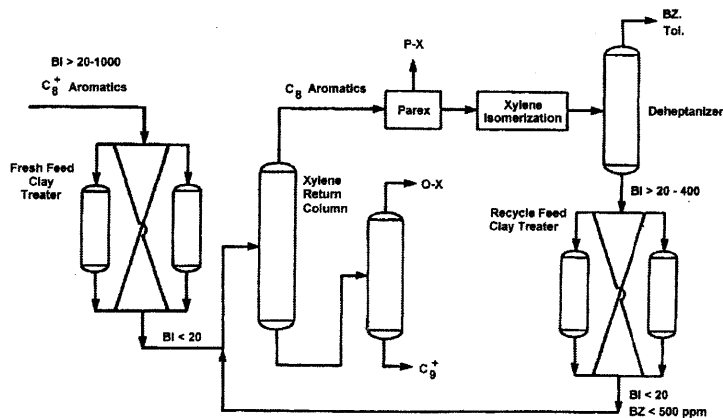 BZ.
Tol.
BI > 20-1000
C8+ Aromatics
P-X
C8 Aromatics
Parex
Xylene
Isomerization
Deheptanizer
Fresh Feed
Clay
Treater
Xylene
Return
Column
O-X
BI > 20 - 400
Recycle Feed
Clay Treater
BI < 20
C9+
BI < 20
BZ < 500 ppm